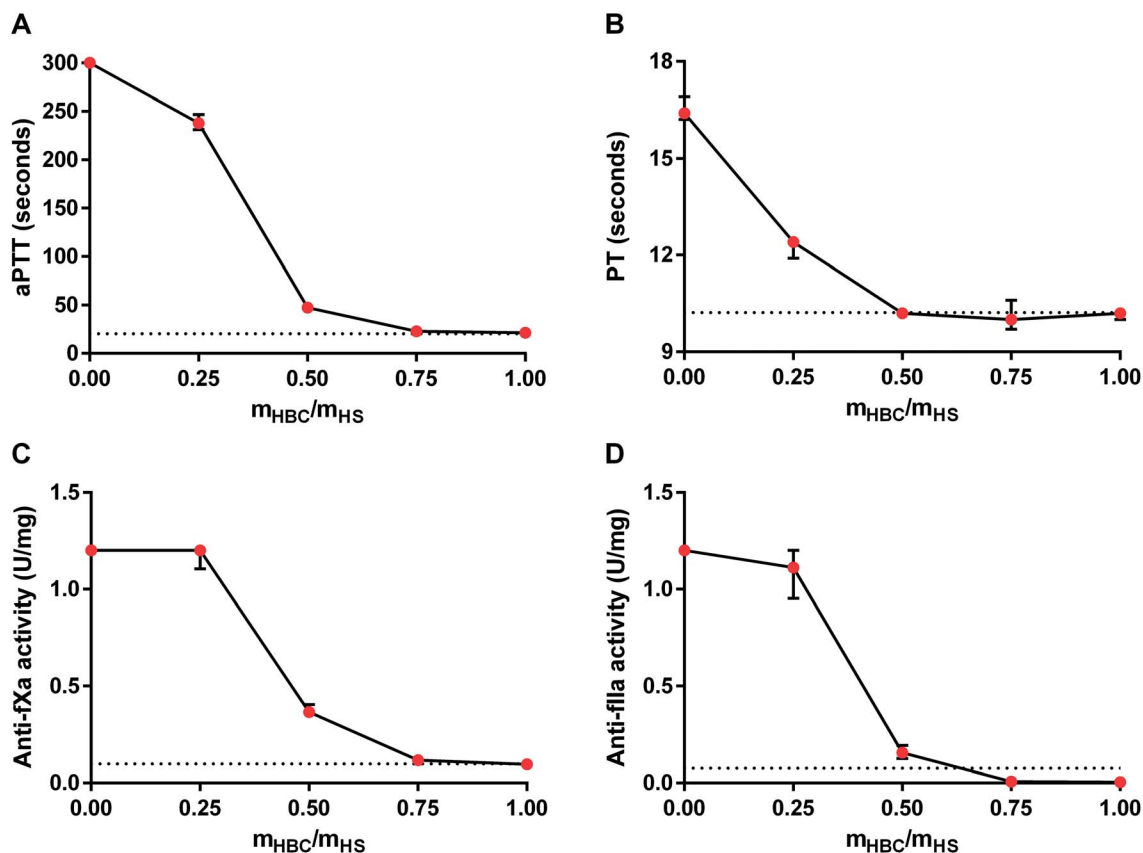 A
aPTT (seconds)
300
250
200
150
100
50
0
0.00 0.25 0.50 0.75 1.00
mHBC/mHS
B
PT (seconds)
18
15
12
9
0.00 0.25 0.50 0.75 1.00
mHBC/mHS
C
Anti-fXa activity (U/mg)
1.5
1.0
0.5
0.0
0.00 0.25 0.50 0.75 1.00
mHBC/mHS
D
Anti-fIIa activity (U/mg)
1.5
1.0
0.5
0.0
0.00 0.25 0.50 0.75 1.00
mHBC/mHS